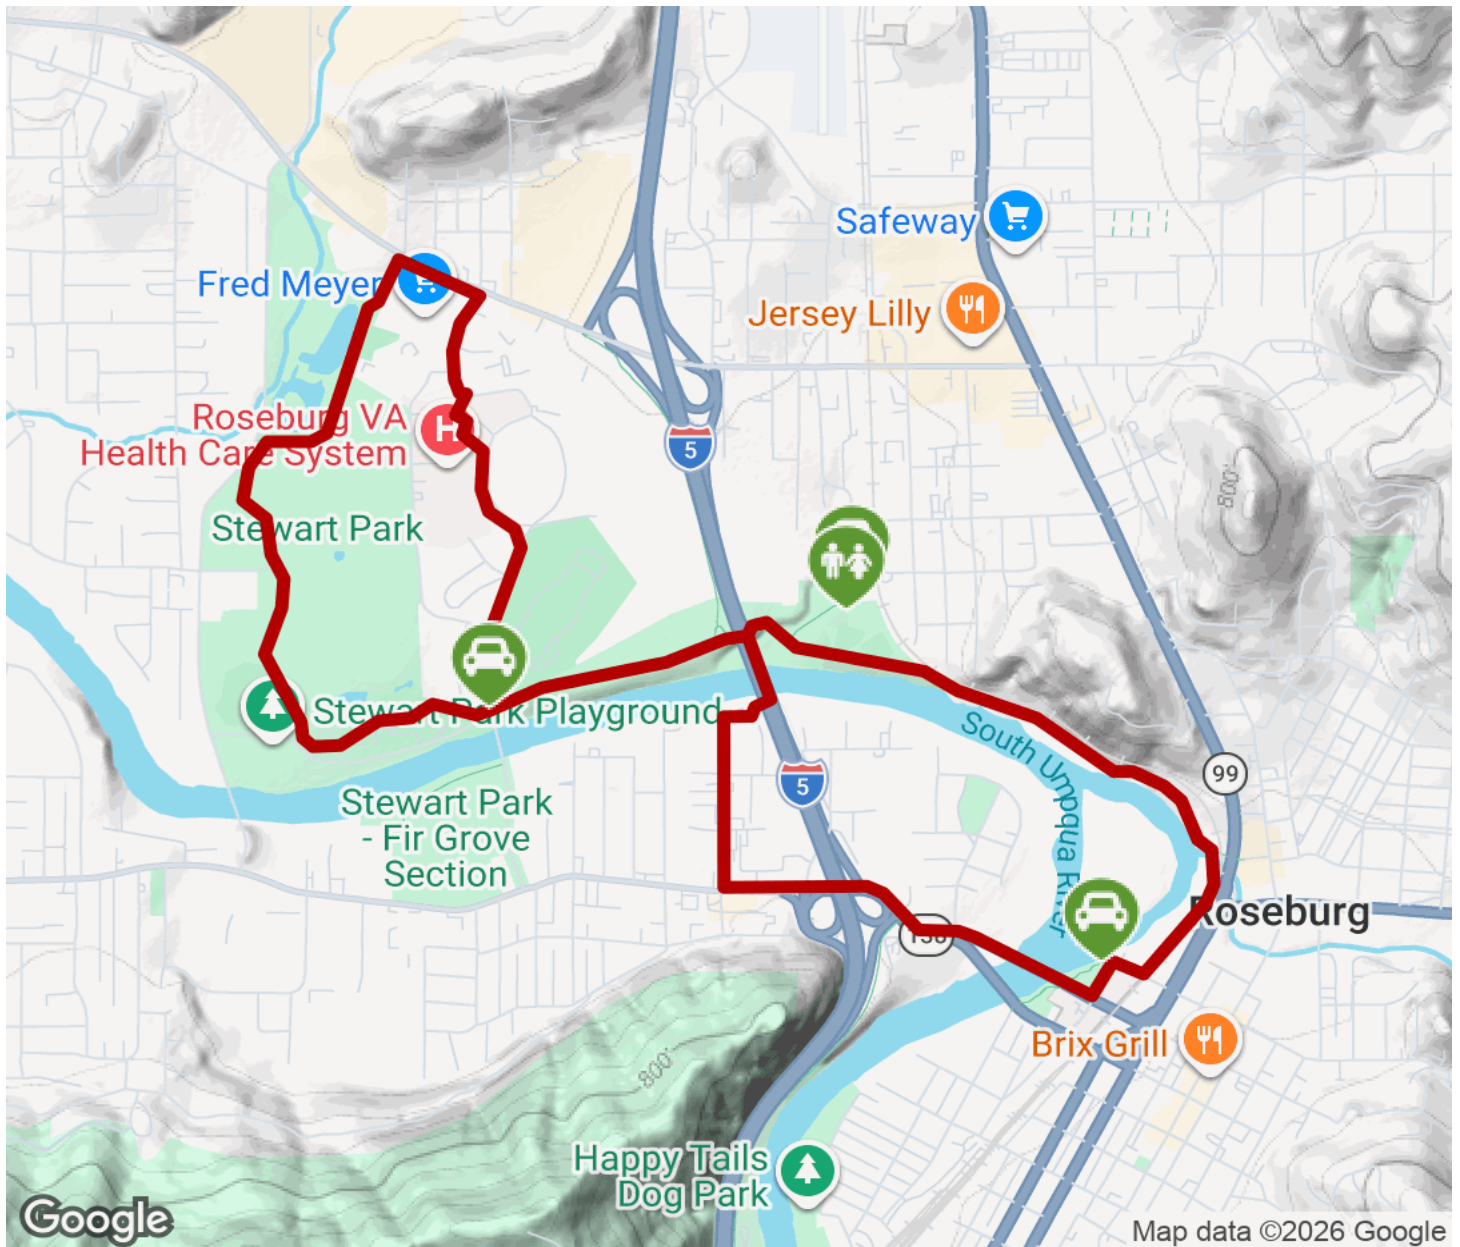 Safeway
Fred Meyer
Jersey Lilly
Roseburg VA
Health Care System
5
800'
Stewart Park
Stewart Park Playground
South Umpqua River
5
99
Stewart Park
- Fir Grove
Section
Roseburg
138
Brix Grill
800'
Happy Tails
Dog Park
Google
Map data ©2026 Google